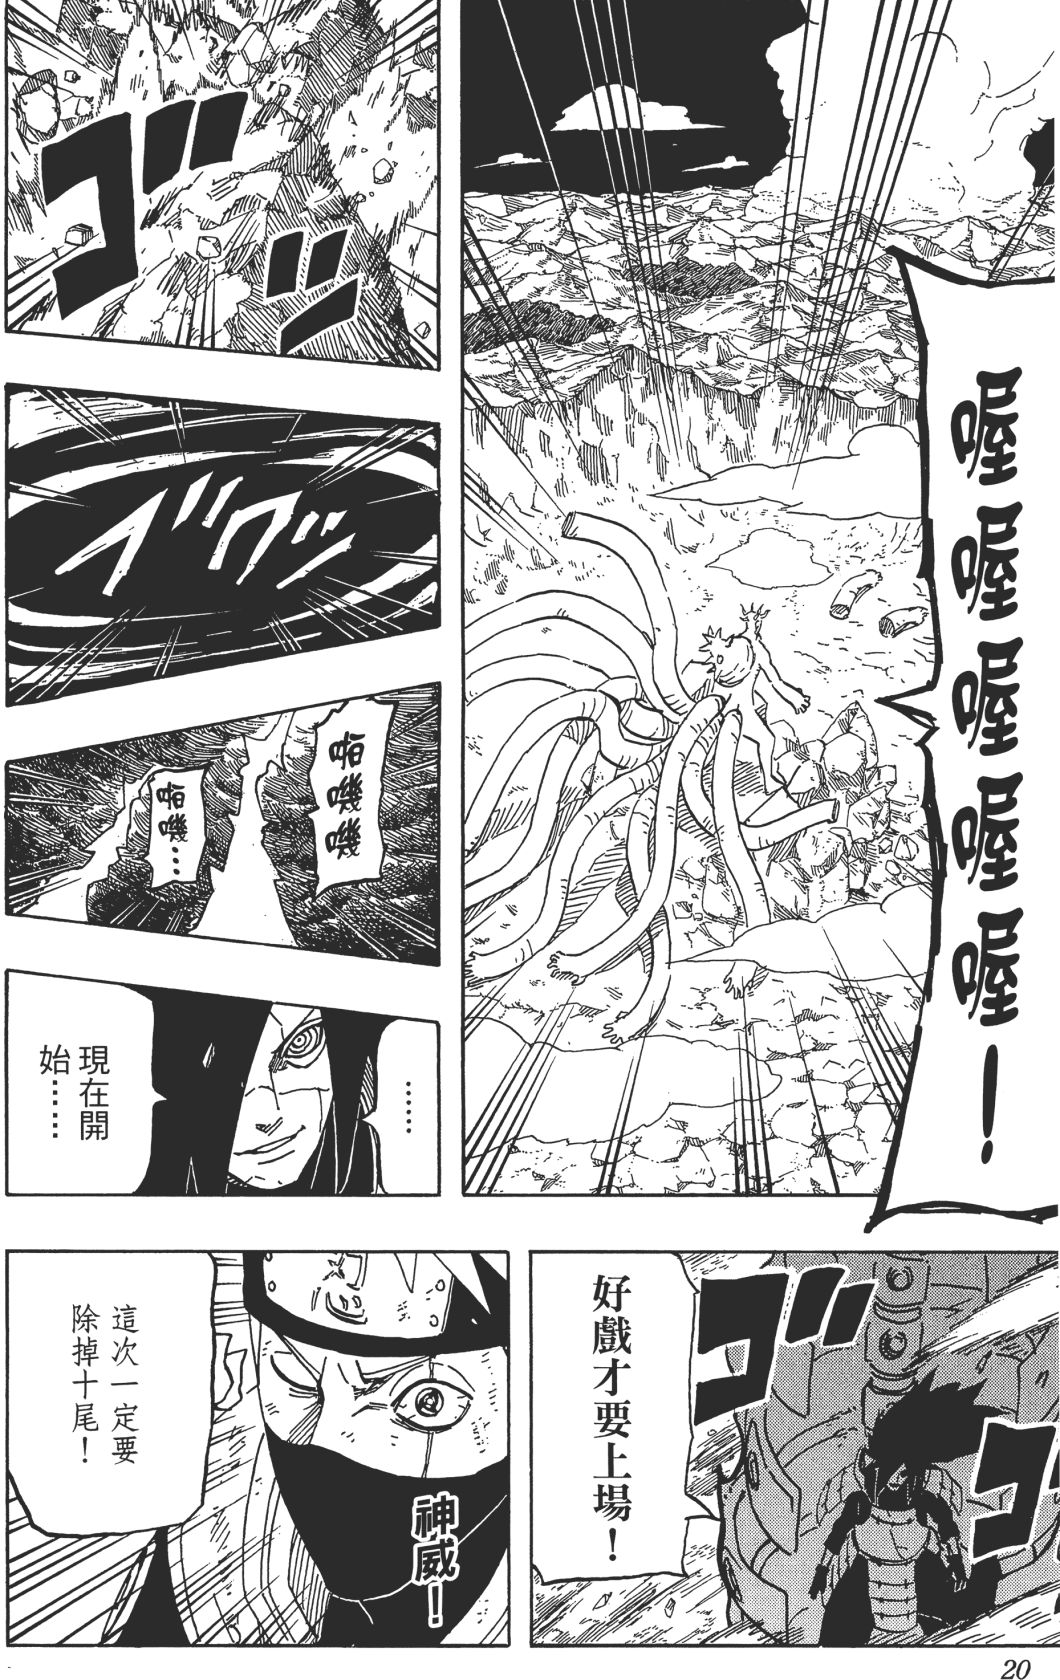 喔喔喔喔喔！
ゴゴッ
グワッ
啪嘰嘰
啪嘰…
……
現在開
始……
好戲才要上場！
ゴゴ
這次一定要
除掉十尾！
神威！
20